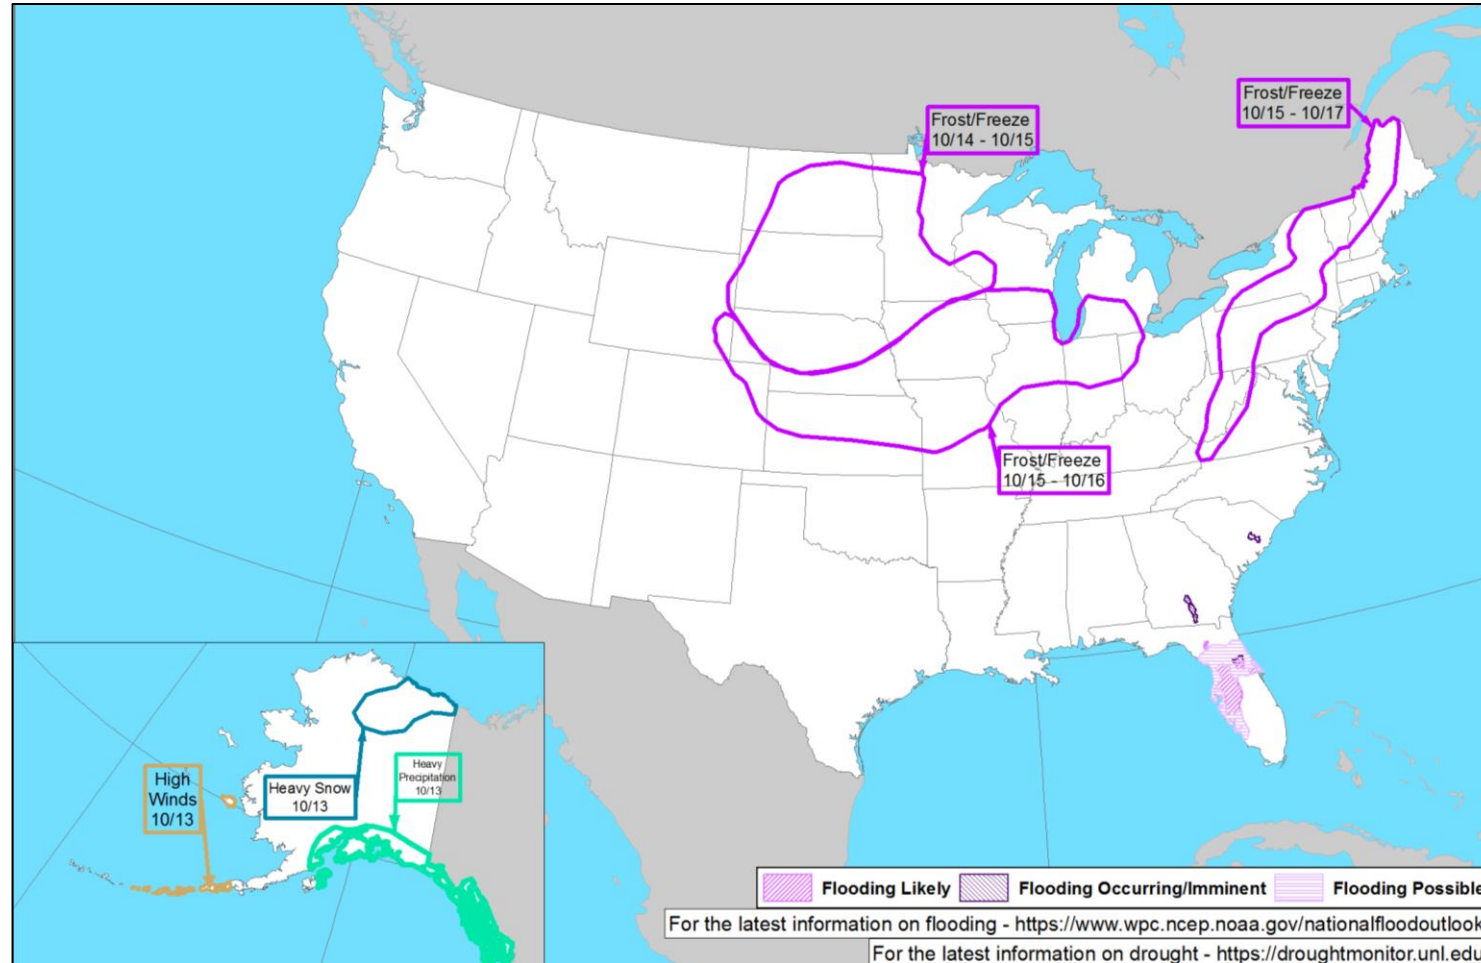 Frost/Freeze
10/14 - 10/15
Frost/Freeze
10/15 - 10/17
Frost/Freeze
10/15 - 10/16
High
Winds
10/13
Heavy Snow
10/13
Heavy
Precipitation
10/13
Flooding Likely
Flooding Occurring/Imminent
Flooding Possible
For the latest information on flooding - https://www.wpc.ncep.noaa.gov/nationalfloodoutlook
For the latest information on drought - https://droughtmonitor.unl.edu